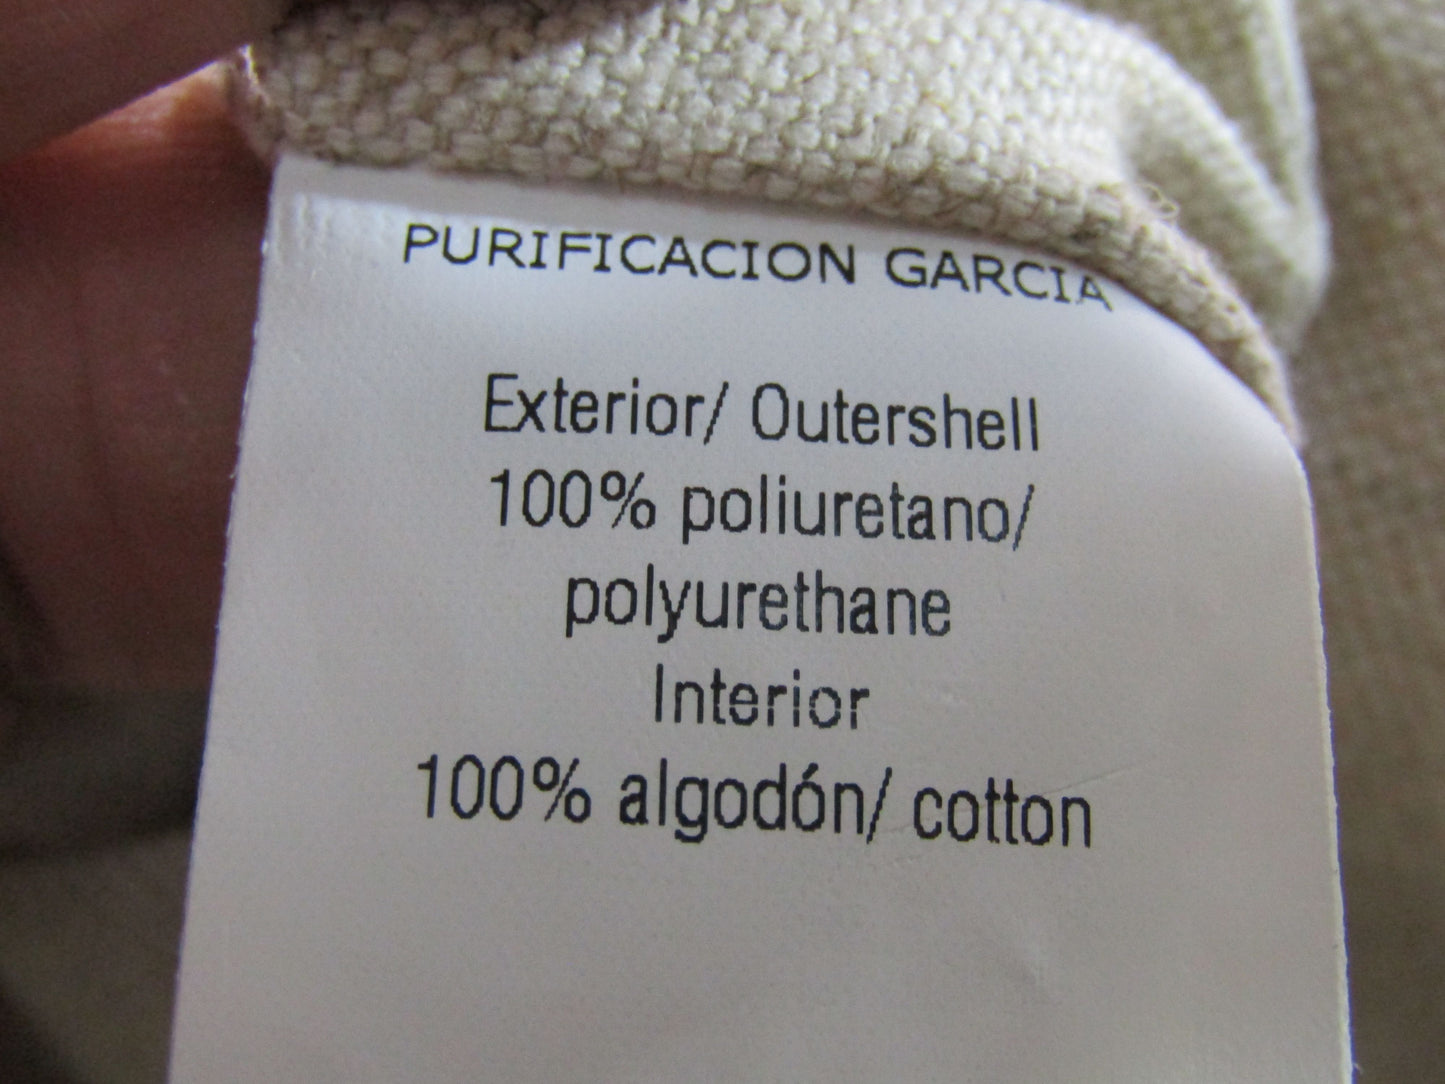 PURIFICACION GARCIA
Exterior/ Outershell
100% poliuretano/
polyurethane
Interior
100% algodón/ cotton